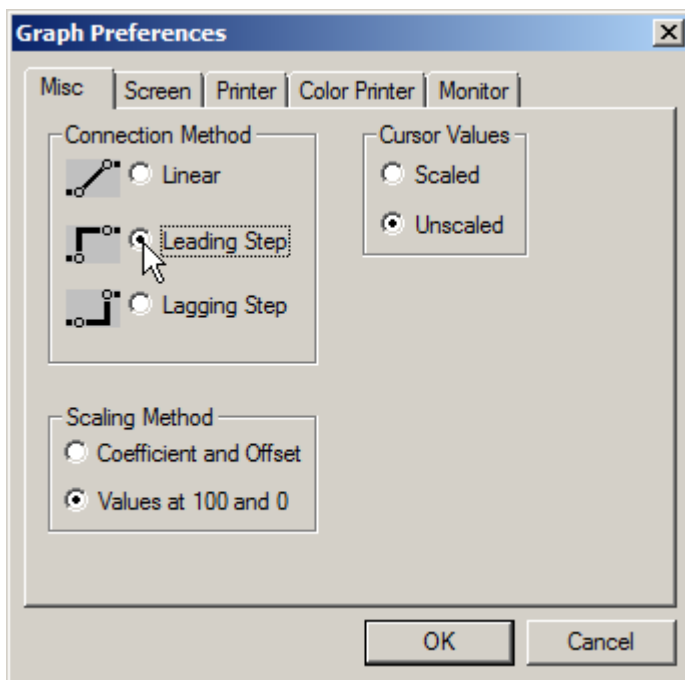 Graph Preferences
Misc Screen Printer Color Printer Monitor
Connection Method
Linear
Leading Step
Lagging Step
Cursor Values
Scaled
Unscaled
Scaling Method
Coefficient and Offset
Values at 100 and 0
OK Cancel